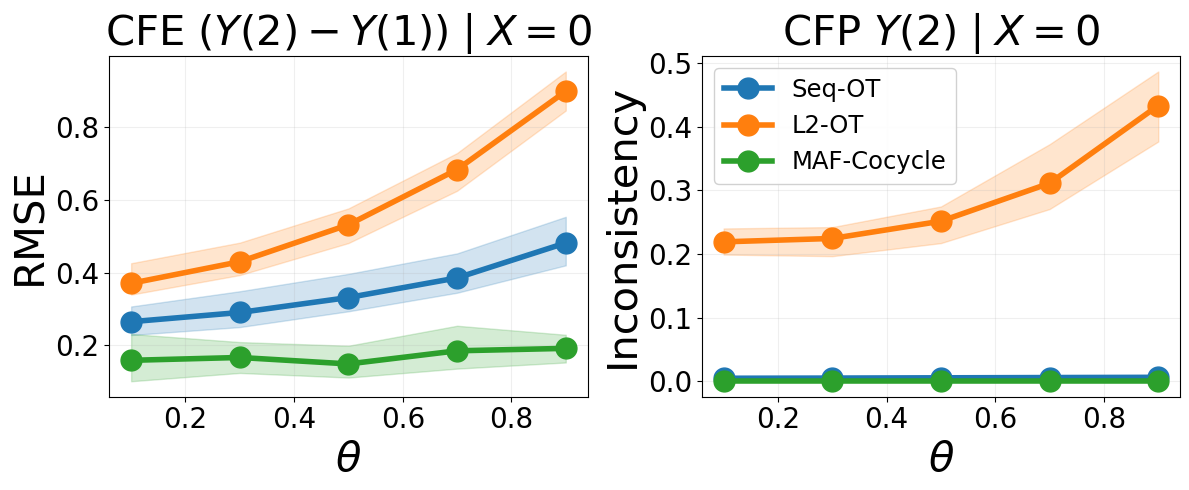 CFE (Y(2) − Y(1)) | X = 0
RMSE
0.8
0.6
0.4
0.2
0.2 0.4 0.6 0.8
θ
CFP Y(2) | X = 0
Inconsistency
0.5
0.4
0.3
0.2
0.1
0.0
Seq-OT
L2-OT
MAF-Cocycle
0.2 0.4 0.6 0.8
θ